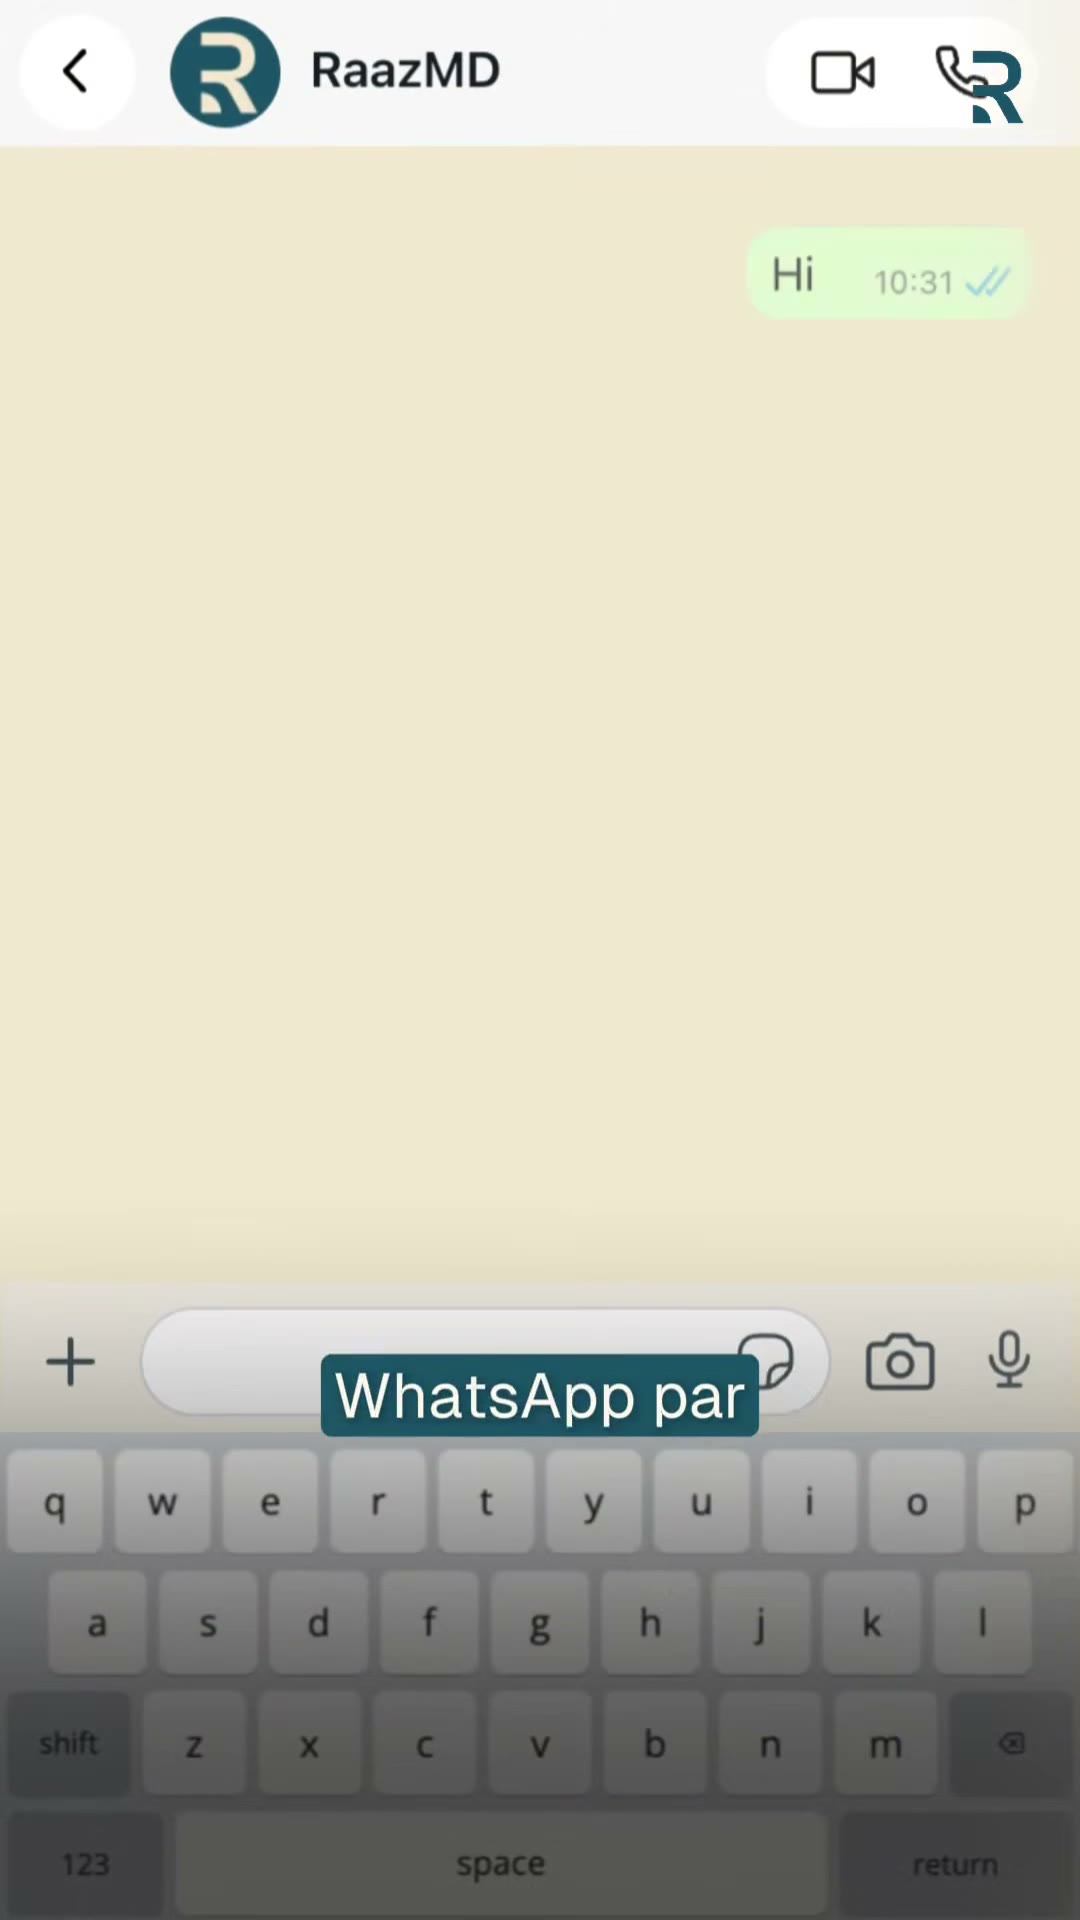 RaazMD
Hi 10:31
WhatsApp par
q w e r t y u i o p
a s d f g h j k l
shift z x c v b n m
123 space return